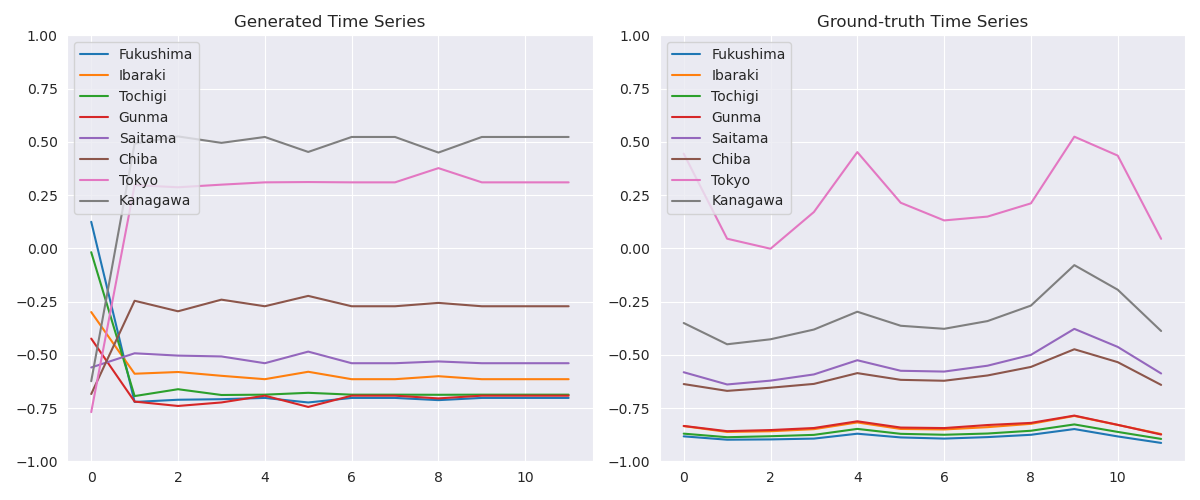 Generated Time Series
1.00
0.75
0.50
0.25
0.00
−0.25
−0.50
−0.75
−1.00
0
2
4
6
8
10
Fukushima
Ibaraki
Tochigi
Gunma
Saitama
Chiba
Tokyo
Kanagawa
Ground-truth Time Series
1.00
0.75
0.50
0.25
0.00
−0.25
−0.50
−0.75
−1.00
0
2
4
6
8
10
Fukushima
Ibaraki
Tochigi
Gunma
Saitama
Chiba
Tokyo
Kanagawa